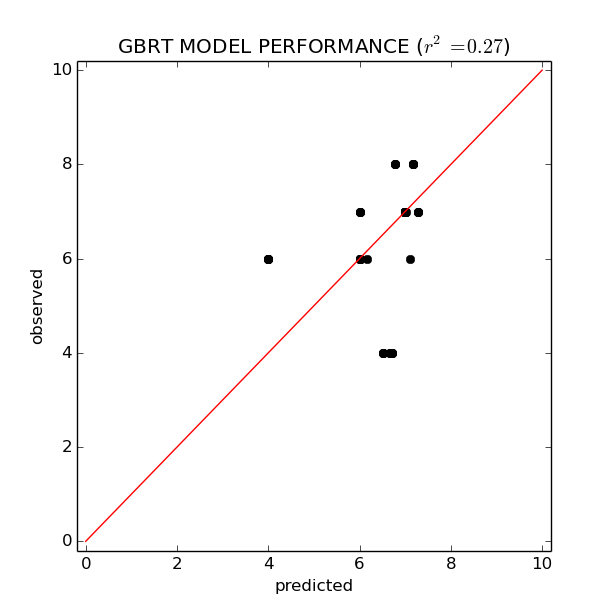 GBRT MODEL PERFORMANCE (r² =0.27)
10
8
6
4
2
0
observed
0 2 4 6 8 10
predicted